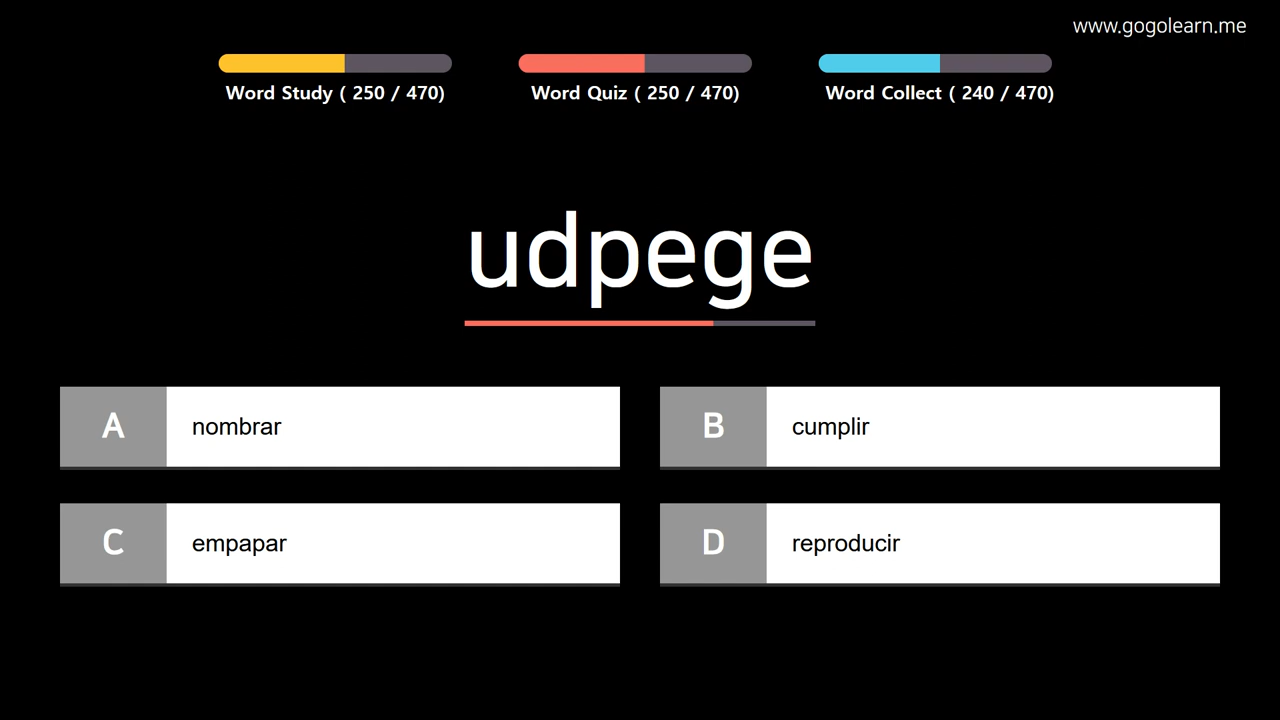 www.gogolearn.me
Word Study ( 250 / 470)
Word Quiz ( 250 / 470)
Word Collect ( 240 / 470)
udpege
A nombrar
B cumplir
C empapar
D reproducir